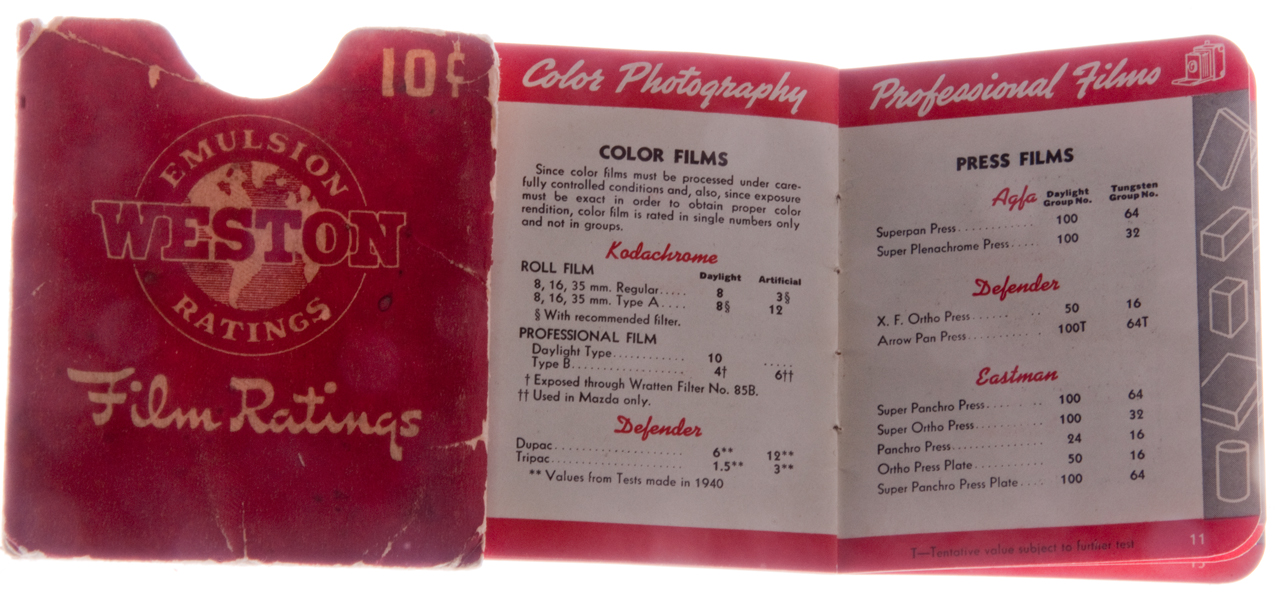 10¢
EMULSION
WESTON
RATINGS
Film Ratings
Color Photography
COLOR FILMS
Since color films must be processed under care-
fully controlled conditions and, also, since exposure
must be exact in order to obtain proper color
rendition, color film is rated in single numbers only
and not in groups.
Kodachrome
ROLL FILM Daylight Artificial
8, 16, 35 mm. Regular..... 8 3§
8, 16, 35 mm. Type A.... 8§ 12
§ With recommended filter.
PROFESSIONAL FILM
Daylight Type............ 10 .....
Type B.................... 4† 6††
† Exposed through Wratten Filter No. 85B.
†† Used in Mazda only.
Defender
Dupac....................... 6** 12**
Tripac....................... 1.5** 3**
** Values from Tests made in 1940
Professional Films
PRESS FILMS
Agfa Daylight Group No. Tungsten Group No.
Superpan Press............ 100 64
Super Plenachrome Press..... 100 32
Defender
X. F. Ortho Press...... .. 50 16
Arrow Pan Press............ 100T 64T
Eastman
Super Panchro Press........ 100 64
Super Ortho Press.......... 100 32
Panchro Press.............. 24 16
Ortho Press Plate........... 50 16
Super Panchro Press Plate.... 100 64
T—Tentative value subject to further test
11
13